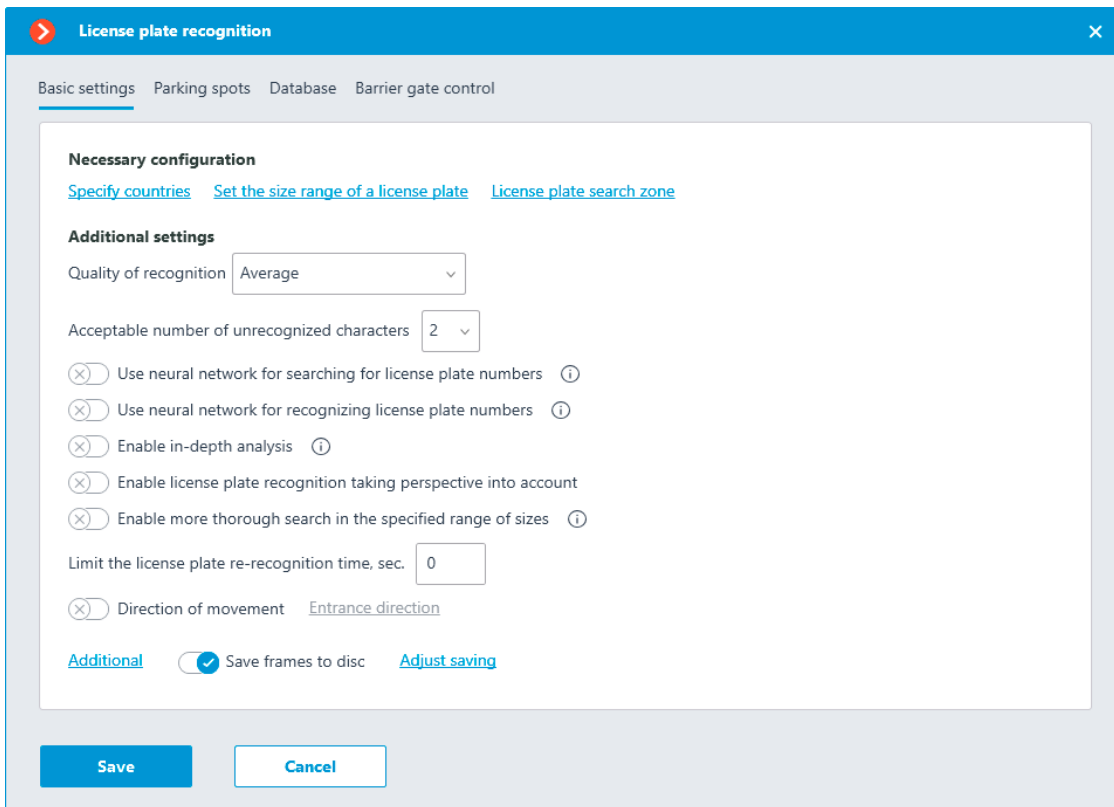 License plate recognition
Basic settings Parking spots Database Barrier gate control
Necessary configuration
Specify countries Set the size range of a license plate License plate search zone
Additional settings
Quality of recognition Average
Acceptable number of unrecognized characters 2
Use neural network for searching for license plate numbers
Use neural network for recognizing license plate numbers
Enable in-depth analysis
Enable license plate recognition taking perspective into account
Enable more thorough search in the specified range of sizes
Limit the license plate re-recognition time, sec. 0
Direction of movement Entrance direction
Additional Save frames to disc Adjust saving
Save Cancel